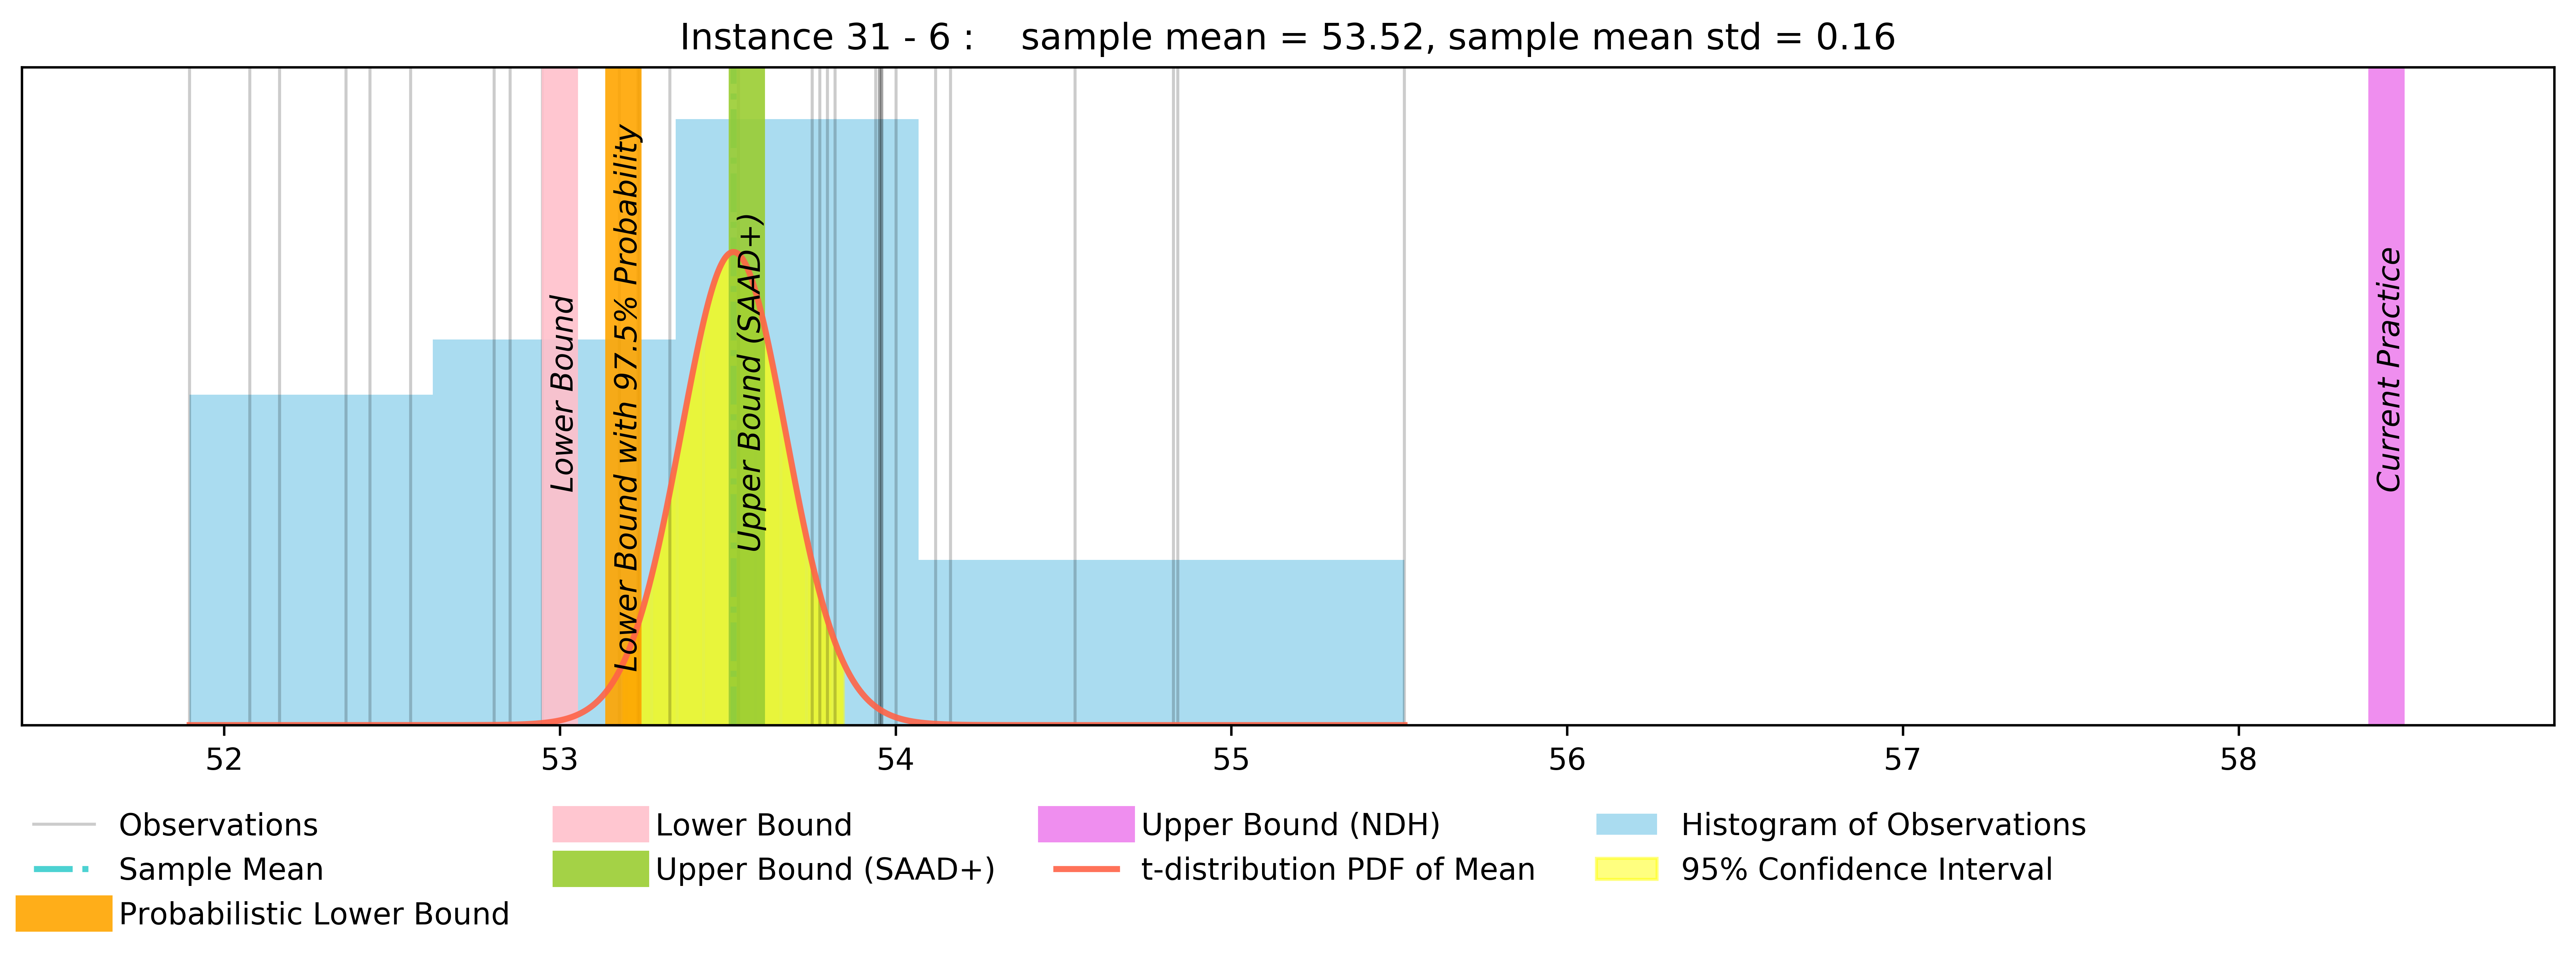 Instance 31 - 6 :    sample mean = 53.52, sample mean std = 0.16
Lower Bound
Lower Bound with 97.5% Probability
Upper Bound (SAAD+)
Current Practice
52 53 54 55 56 57 58
Observations
Sample Mean
Probabilistic Lower Bound
Lower Bound
Upper Bound (SAAD+)
Upper Bound (NDH)
t-distribution PDF of Mean
Histogram of Observations
95% Confidence Interval